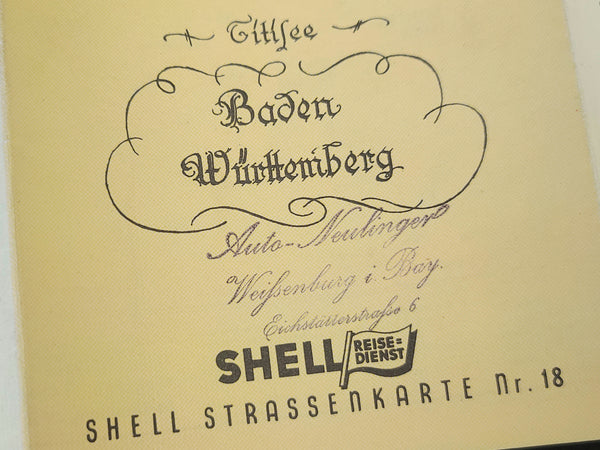 Titisee
Baden
Württemberg
Auto-Neulinger
Weißenburg i. Bay.
Eichstätterstraße 6
SHELL REISE=
DIENST
SHELL STRASSENKARTE Nr. 18